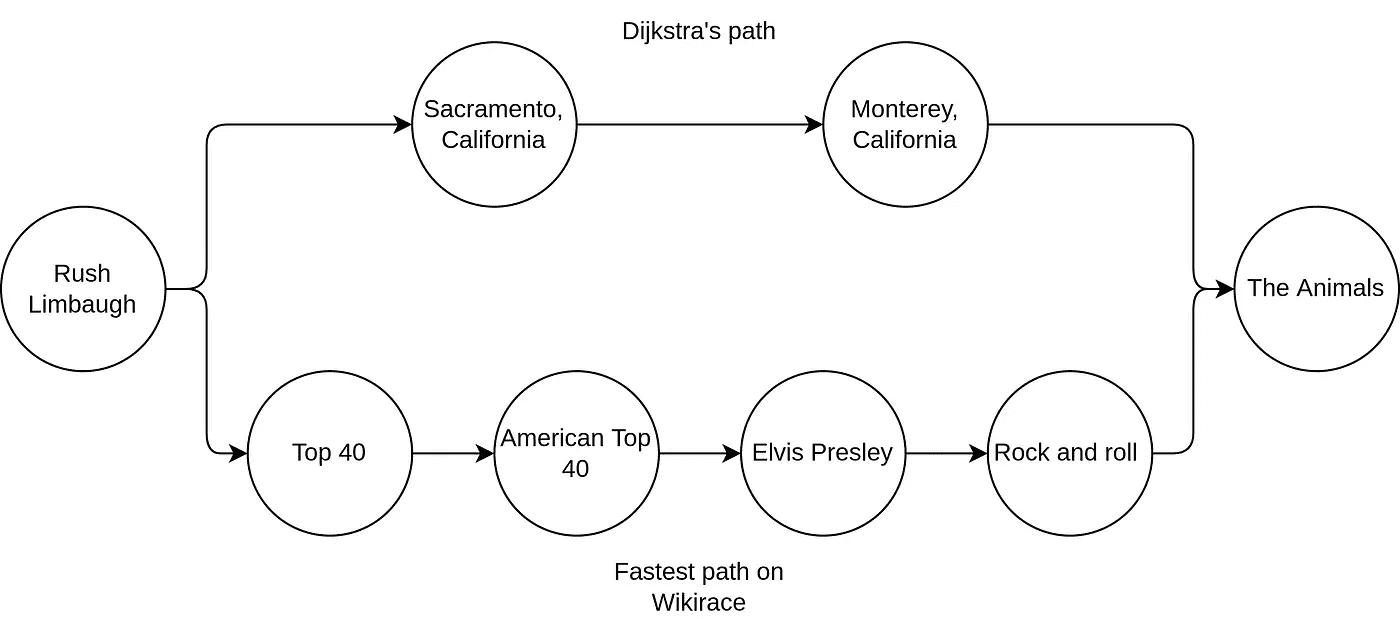 Dijkstra's path
Sacramento,
California
Monterey,
California
Rush
Limbaugh
The Animals
Top 40
American Top
40
Elvis Presley
Rock and roll
Fastest path on
Wikirace